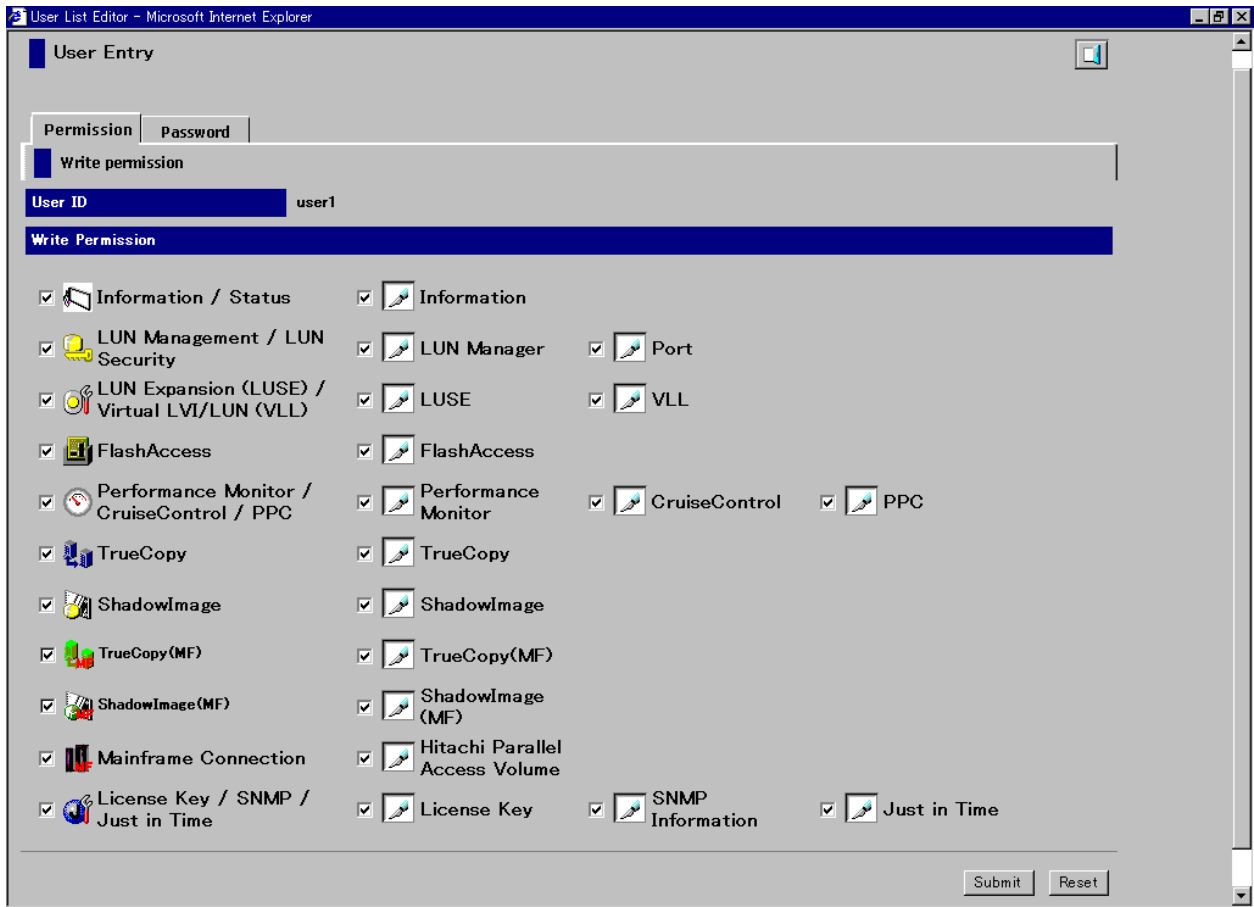 User List Editor - Microsoft Internet Explorer
User Entry
Permission Password
Write permission
User ID user1
Write Permission
Information / Status Information
LUN Management / LUN
Security LUN Manager Port
LUN Expansion (LUSE) /
Virtual LVI/LUN (VLL) LUSE VLL
FlashAccess FlashAccess
Performance Monitor /
CruiseControl / PPC Performance
Monitor CruiseControl PPC
TrueCopy TrueCopy
ShadowImage ShadowImage
TrueCopy(MF) TrueCopy(MF)
ShadowImage(MF) ShadowImage
(MF)
Mainframe Connection Hitachi Parallel
Access Volume
License Key / SNMP /
Just in Time License Key SNMP
Information Just in Time
Submit Reset